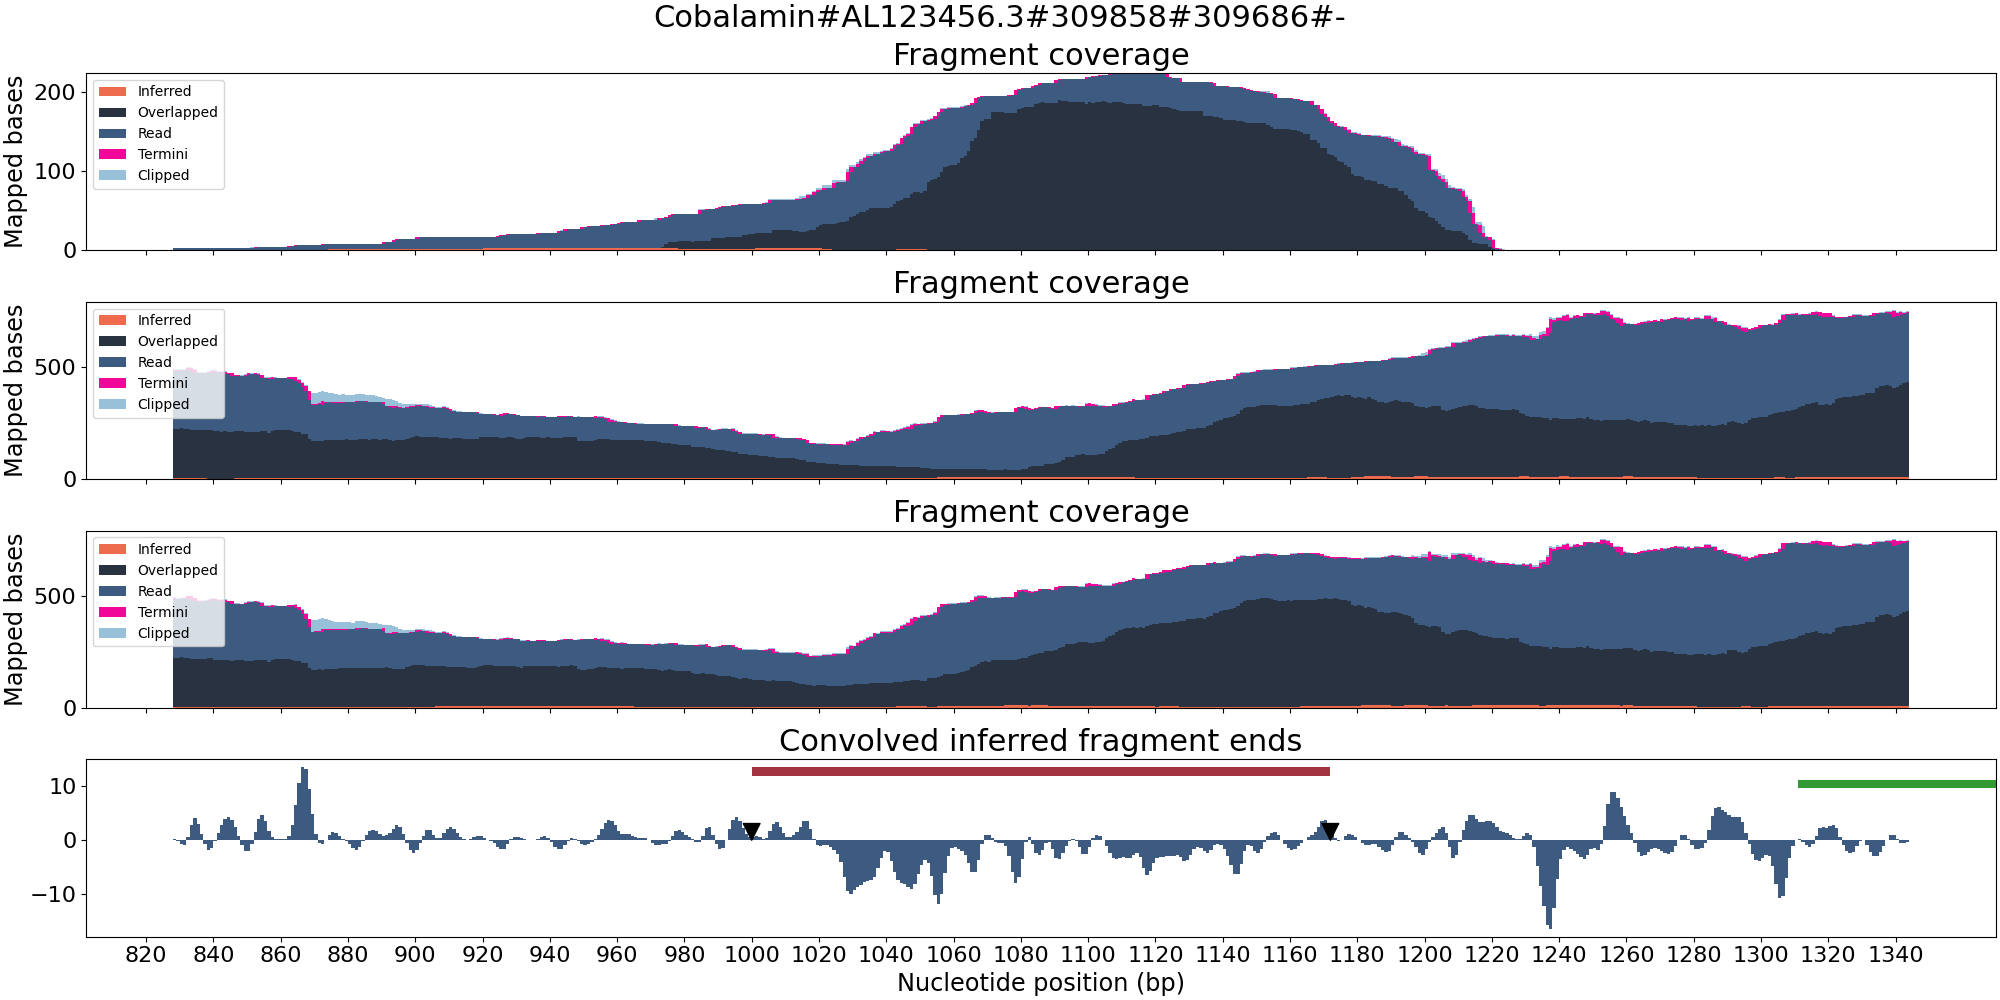 Cobalamin#AL123456.3#309858#309686#-
Fragment coverage
Mapped bases
200
100
0
Inferred
Overlapped
Read
Termini
Clipped
Fragment coverage
Mapped bases
500
0
Inferred
Overlapped
Read
Termini
Clipped
Fragment coverage
Mapped bases
500
0
Inferred
Overlapped
Read
Termini
Clipped
Convolved inferred fragment ends
10
0
−10
820 840 860 880 900 920 940 960 980 1000 1020 1040 1060 1080 1100 1120 1140 1160 1180 1200 1220 1240 1260 1280 1300 1320 1340
Nucleotide position (bp)